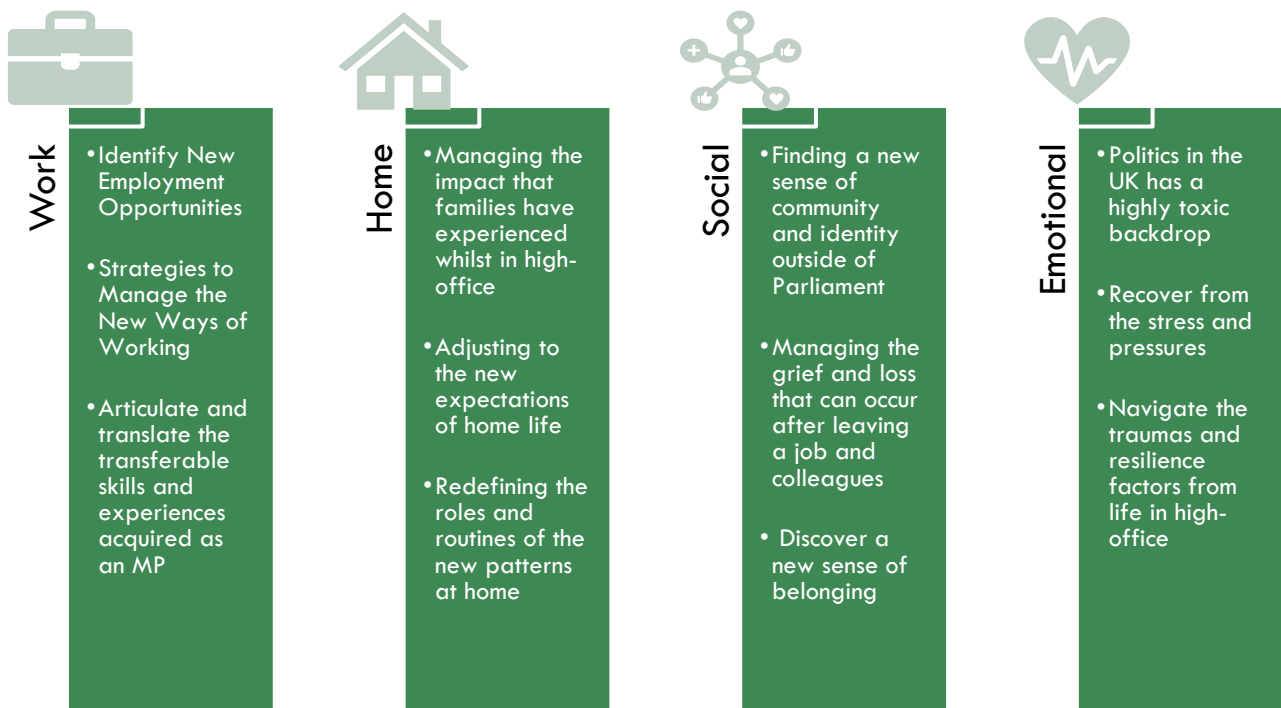 Work
•Identify New
Employment
Opportunities
•Strategies to
Manage the
New Ways of
Working
•Articulate and
translate the
transferable
skills and
experiences
acquired as
an MP
Home
•Managing the
impact that
families have
experienced
whilst in high-
office
•Adjusting to
the new
expectations
of home life
•Redefining the
roles and
routines of the
new patterns
at home
Social
•Finding a new
sense of
community
and identity
outside of
Parliament
•Managing the
grief and loss
that can occur
after leaving
a job and
colleagues
• Discover a
new sense of
belonging
Emotional
•Politics in the
UK has a
highly toxic
backdrop
•Recover from
the stress and
pressures
•Navigate the
traumas and
resilience
factors from
life in high-
office